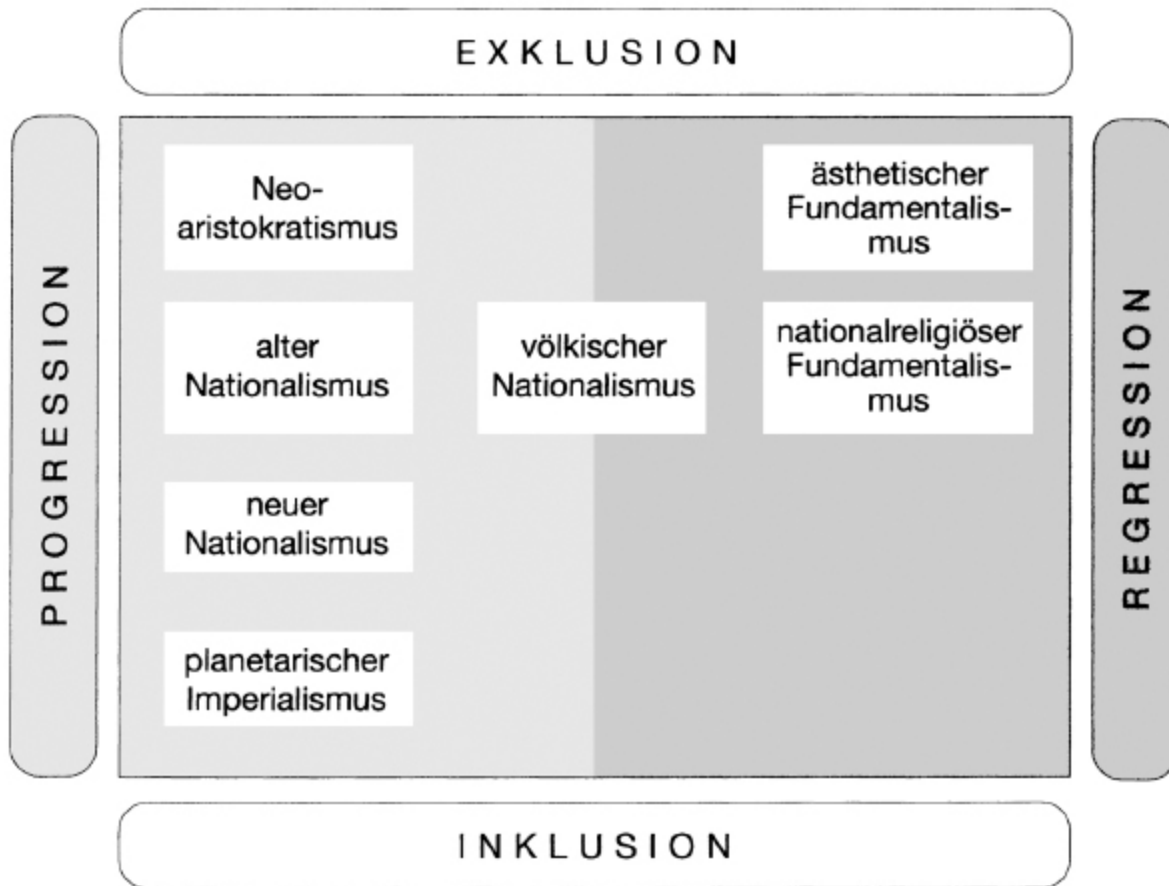 EXKLUSION
PROGRESSION
Neo-
aristokratismus
ästhetischer
Fundamentalis-
mus
alter
Nationalismus
völkischer
Nationalismus
nationalreligiöser
Fundamentalis-
mus
neuer
Nationalismus
planetarischer
Imperialismus
REGRESSION
INKLUSION